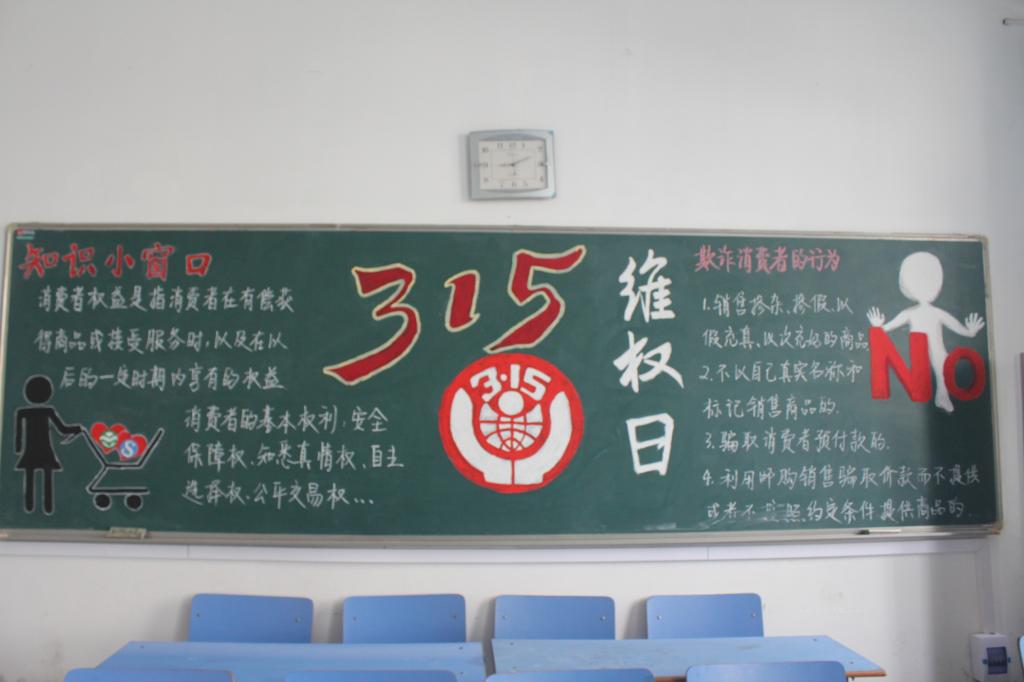 知识小窗口
消费者权益是指消费者在有偿获
得商品或接受服务时,以及在以
后的一定时期内享有的权益
消费者的基本权利:安全
保障权、知悉真情权、自主
选择权、公平交易权...
315
3·15
维权日
欺诈消费者的行为
1.销售掺杂、掺假、以
假充真、以次充好的商品
2.不以自己真实名称和
标记销售商品的.
3.骗取消费者预付款的.
4.利用邮购销售骗取价款而不提供
或者不按照约定条件提供商品的.
No